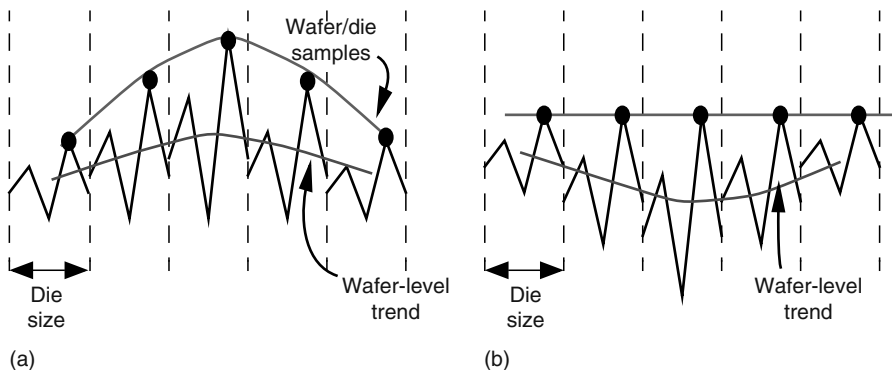 Wafer/die
samples
Wafer-level
trend
Die
size
(a)
Wafer-level
trend
Die
size
(b)